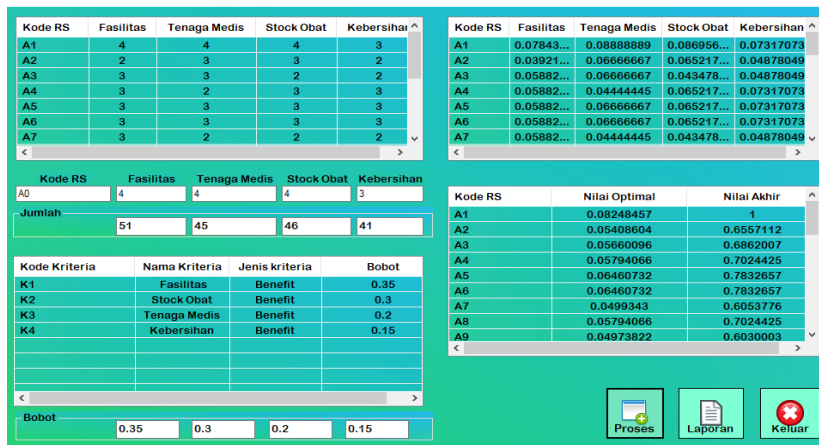 Kode RS Fasilitas Tenaga Medis Stock Obat Kebersihar
A1 4 4 4 3
A2 2 3 3 2
A3 3 3 2 2
A4 3 2 3 3
A5 3 3 3 3
A6 3 3 3 3
A7 3 2 2 2
Kode RS Fasilitas Tenaga Medis Stock Obat Kebersihan
A0 4 4 4 3
Jumlah
51 45 46 41
Kode Kriteria Nama Kriteria Jenis kriteria Bobot
K1 Fasilitas Benefit 0.35
K2 Stock Obat Benefit 0.3
K3 Tenaga Medis Benefit 0.2
K4 Kebersihan Benefit 0.15
Bobot
0.35 0.3 0.2 0.15
Kode RS Fasilitas Tenaga Medis Stock Obat Kebersihan
A1 0.07843... 0.08888889 0.086956... 0.07317073
A2 0.03921... 0.06666667 0.065217... 0.04878049
A3 0.05882... 0.06666667 0.043478... 0.04878049
A4 0.05882... 0.04444445 0.065217... 0.07317073
A5 0.05882... 0.06666667 0.065217... 0.07317073
A6 0.05882... 0.06666667 0.065217... 0.07317073
A7 0.05882... 0.04444445 0.043478... 0.04878049
Kode RS Nilai Optimal Nilai Akhir
A1 0.08248457 1
A2 0.05408604 0.6557112
A3 0.05660096 0.6862007
A4 0.05794066 0.7024425
A5 0.06460732 0.7832657
A6 0.06460732 0.7832657
A7 0.0499343 0.6053776
A8 0.05794066 0.7024425
A9 0.04973822 0.6030003
Proses Laporan Keluar